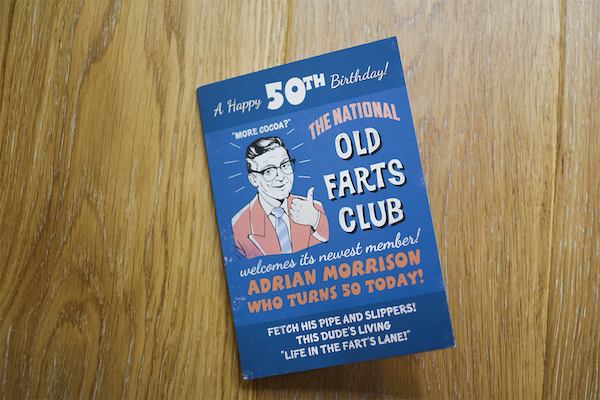 A Happy 50TH Birthday!
"MORE COCOA?"
THE NATIONAL
OLD
FARTS
CLUB
welcomes its newest member!
ADRIAN MORRISON
WHO TURNS 50 TODAY!
FETCH HIS PIPE AND SLIPPERS!
THIS DUDE'S LIVING
"LIFE IN THE FART'S LANE!"